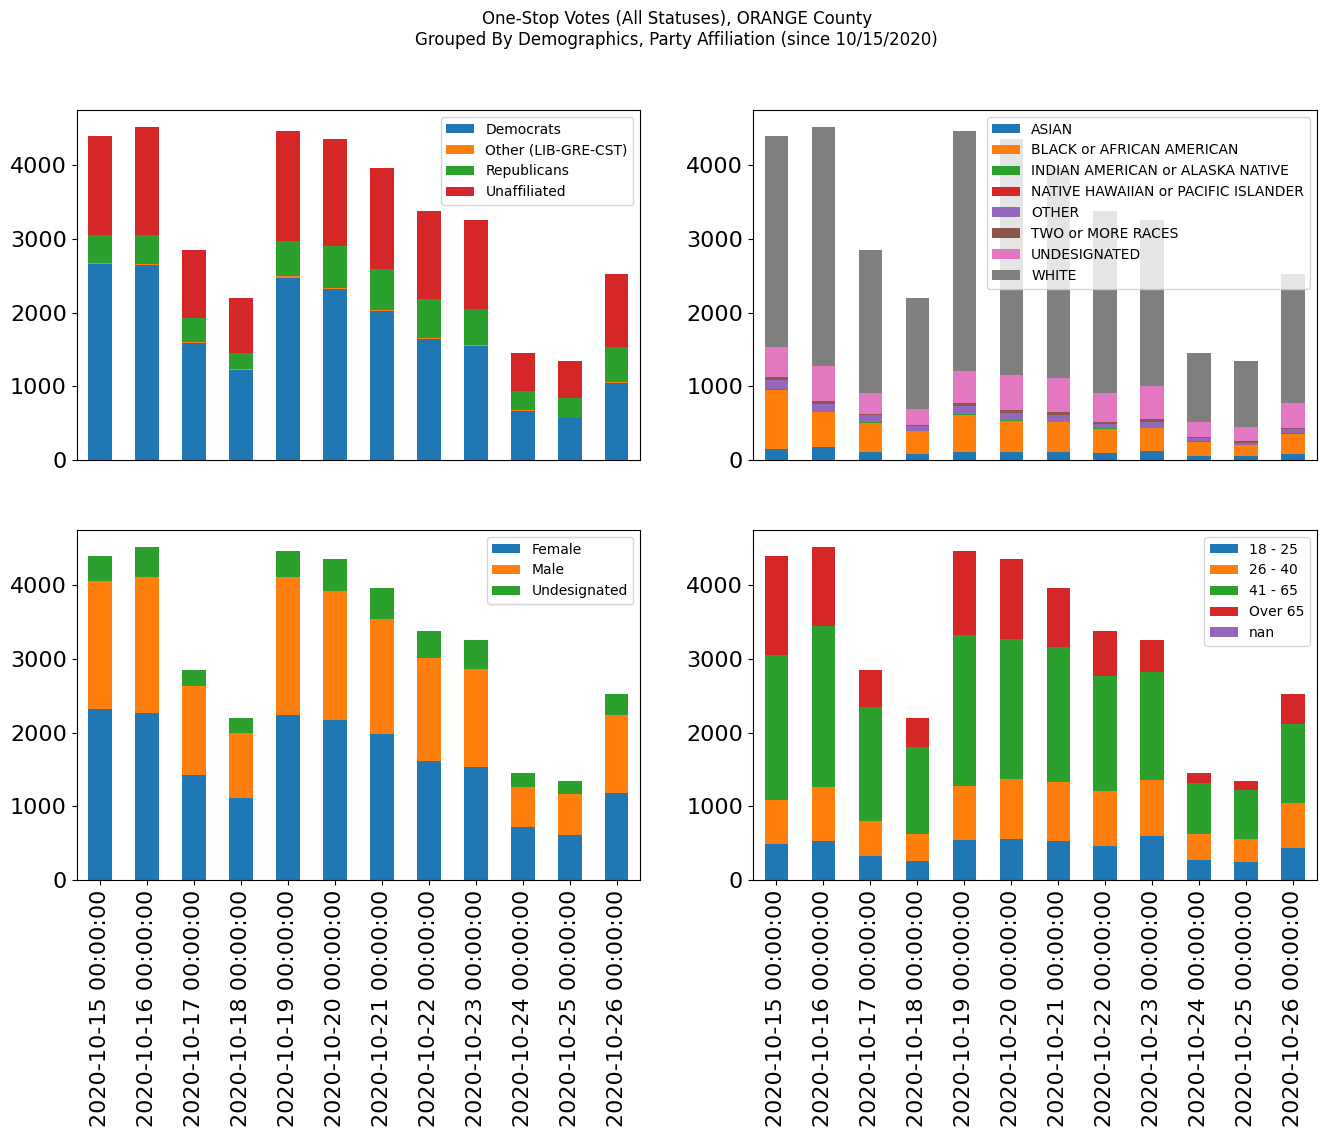 One-Stop Votes (All Statuses), ORANGE County
Grouped By Demographics, Party Affiliation (since 10/15/2020)
4000
3000
2000
1000
0
Democrats
Other (LIB-GRE-CST)
Republicans
Unaffiliated
4000
3000
2000
1000
0
ASIAN
BLACK or AFRICAN AMERICAN
INDIAN AMERICAN or ALASKA NATIVE
NATIVE HAWAIIAN or PACIFIC ISLANDER
OTHER
TWO or MORE RACES
UNDESIGNATED
WHITE
4000
3000
2000
1000
0
Female
Male
Undesignated
2020-10-15 00:00:00
2020-10-16 00:00:00
2020-10-17 00:00:00
2020-10-18 00:00:00
2020-10-19 00:00:00
2020-10-20 00:00:00
2020-10-21 00:00:00
2020-10-22 00:00:00
2020-10-23 00:00:00
2020-10-24 00:00:00
2020-10-25 00:00:00
2020-10-26 00:00:00
4000
3000
2000
1000
0
18 - 25
26 - 40
41 - 65
Over 65
nan
2020-10-15 00:00:00
2020-10-16 00:00:00
2020-10-17 00:00:00
2020-10-18 00:00:00
2020-10-19 00:00:00
2020-10-20 00:00:00
2020-10-21 00:00:00
2020-10-22 00:00:00
2020-10-23 00:00:00
2020-10-24 00:00:00
2020-10-25 00:00:00
2020-10-26 00:00:00